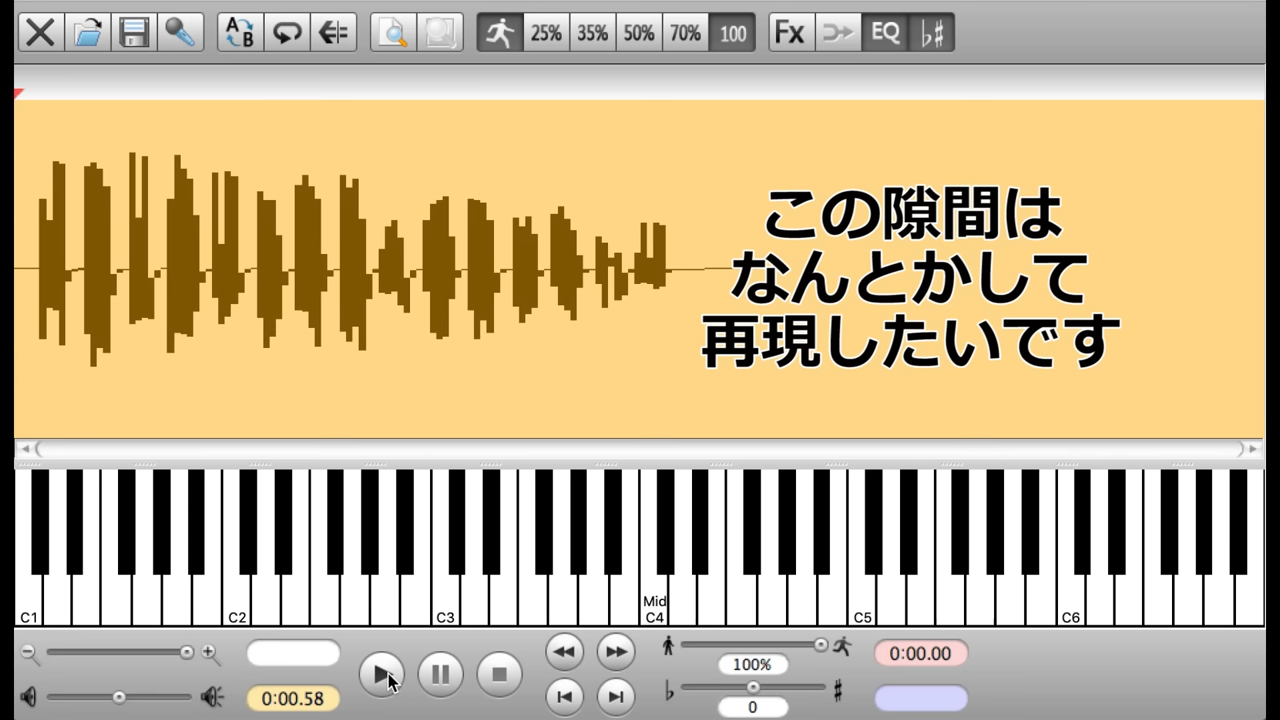 A B
25%
35%
50%
70%
100
Fx
EQ
♭♯
この隙間は
なんとかして
再現したいです
Mid
C1
C2
C3
C4
C5
C6
100%
0:00.00
0:00.58
♭
♯
0